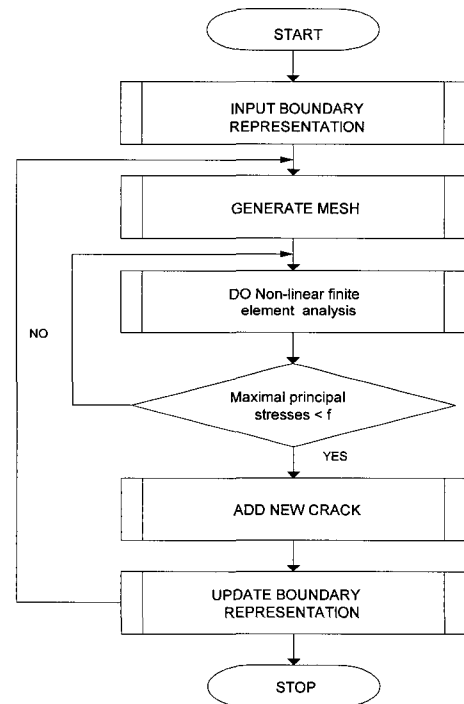 START
INPUT BOUNDARY
REPRESENTATION
GENERATE MESH
DO Non-linear finite
element analysis
NO
Maximal principal
stresses < f
YES
ADD NEW CRACK
UPDATE BOUNDARY
REPRESENTATION
STOP